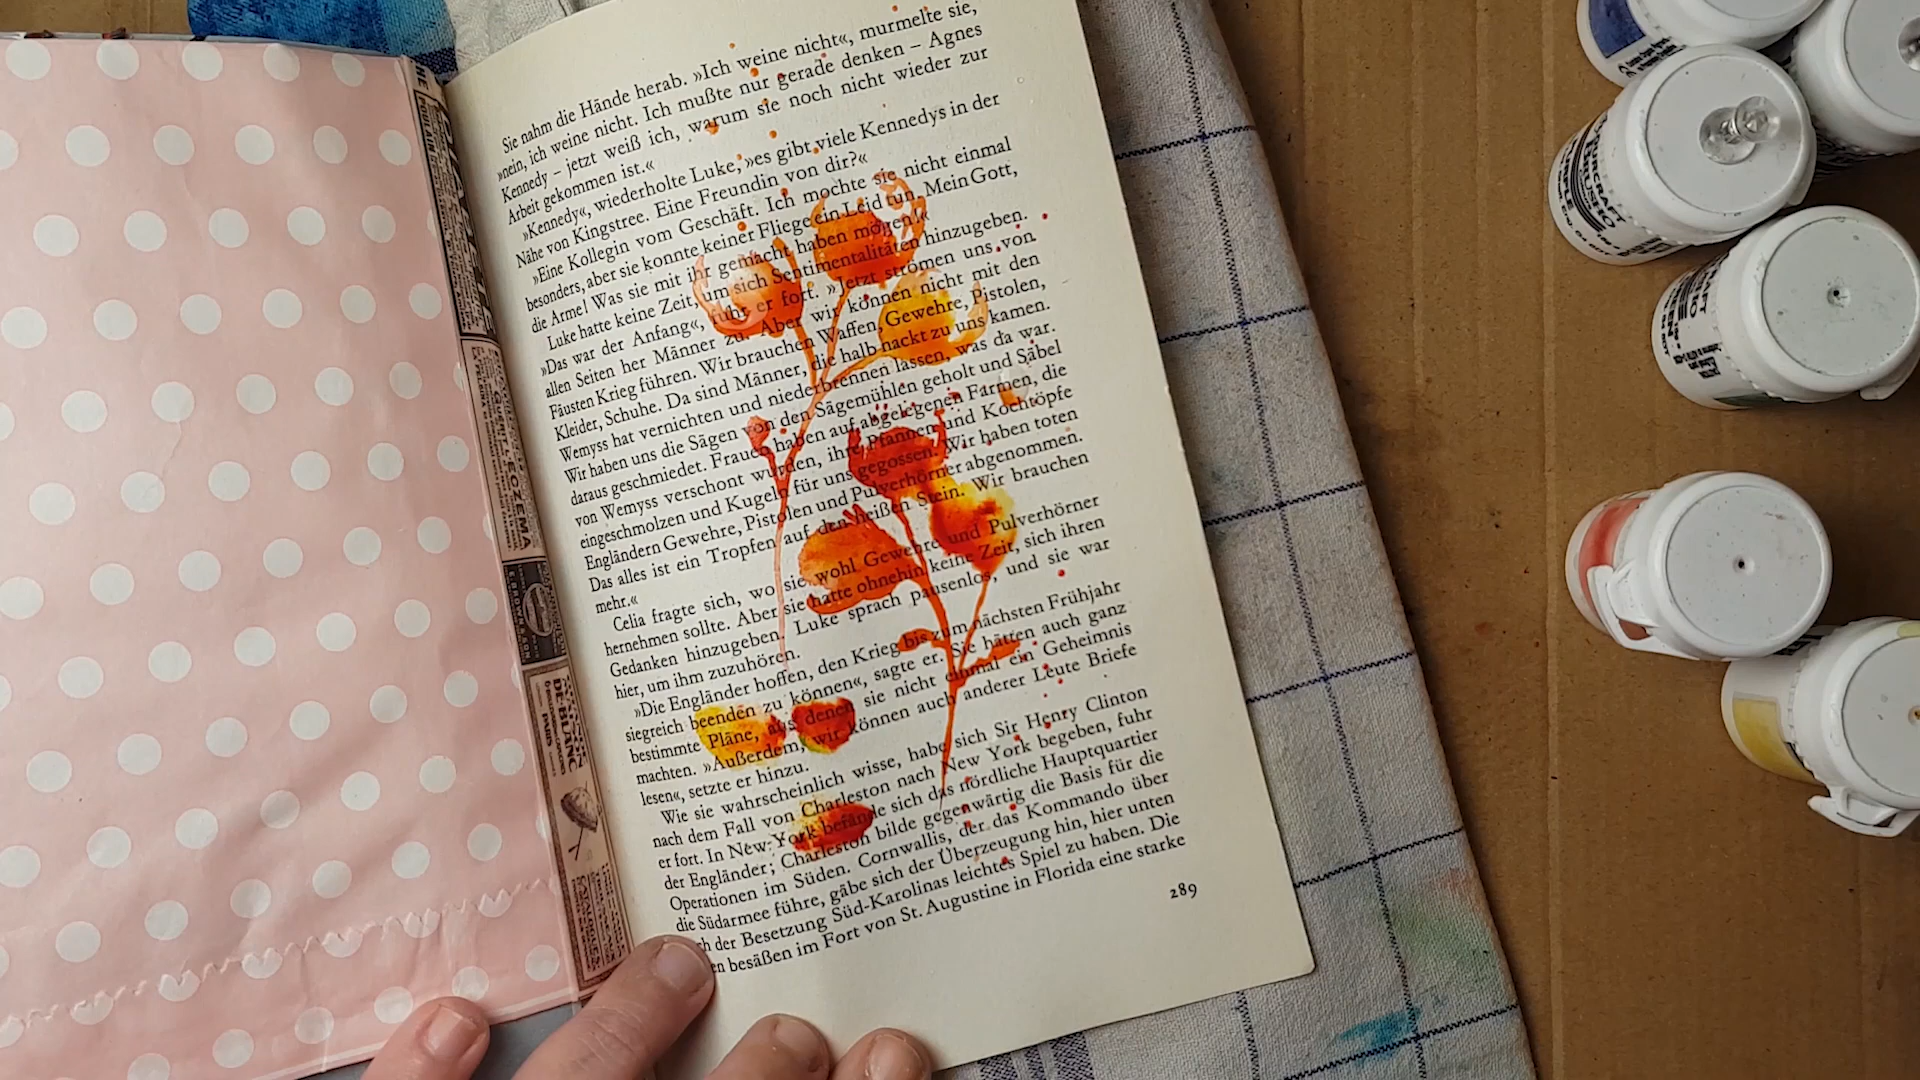 Sie nahm die Hände herab. »Ich weine nicht«, murmelte sie,
»nein, ich weine nicht. Ich mußte nur gerade denken – Agnes
Kennedy – jetzt weiß ich, warum sie noch nicht wieder zur
Arbeit gekommen ist.«
»Kennedy«, wiederholte Luke, »es gibt viele Kennedys in der
Nähe von Kingstree. Eine Freundin von dir?«
»Eine Kollegin vom Geschäft. Ich mochte sie nicht einmal
besonders, aber sie konnte keiner Fliege ein Leid tun. Mein Gott,
die Arme! Was sie mit ihr gemacht haben mögen!«
Luke hatte keine Zeit, um sich Sentimentalitäten hinzugeben.
»Das war der Anfang«, fuhr er fort. »Jetzt strömen uns von
allen Seiten her Männer zu. Aber wir können nicht mit den
Fäusten Krieg führen. Wir brauchen Waffen, Gewehre, Pistolen,
Kleider, Schuhe. Da sind Männer, die halb nackt zu uns kamen.
Wemyss hat vernichten und niederbrennen lassen, was da war.
Wir haben uns die Sägen von den Sägemühlen geholt und Säbel
daraus geschmiedet. Frauen haben auf abgelegenen Farmen, die
von Wemyss verschont wurden, ihre Pfannen und Kochtöpfe
eingeschmolzen und Kugeln für uns gegossen. Wir haben toten
Engländern Gewehre, Pistolen und Pulverhörner abgenommen.
Das alles ist ein Tropfen auf den heißen Stein. Wir brauchen
mehr.«
Celia fragte sich, wo sie wohl Gewehre und Pulverhörner
hernehmen sollte. Aber sie hatte ohnehin keine Zeit, sich ihren
Gedanken hinzugeben. Luke sprach pausenlos, und sie war
hier, um ihm zuzuhören.
»Die Engländer hoffen, den Krieg bis zum nächsten Frühjahr
siegreich beenden zu können«, sagte er. Sie hätten auch ganz
bestimmte Pläne, aus denen sie nicht einmal ein Geheimnis
machten. »Außerdem, wir können auch anderer Leute Briefe
lesen«, setzte er hinzu.
Wie sie wahrscheinlich wisse, habe sich Sir Henry Clinton
nach dem Fall von Charleston nach New York begeben, fuhr
er fort. In New York befände sich das nördliche Hauptquartier
der Engländer; Charleston bilde gegenwärtig die Basis für die
Operationen im Süden. Cornwallis, der das Kommando über
die Südarmee führe, gäbe sich der Überzeugung hin, hier unten
der Besetzung Süd-Karolinas leichtes Spiel zu haben. Die
besäßen im Fort von St. Augustine in Florida eine starke
289